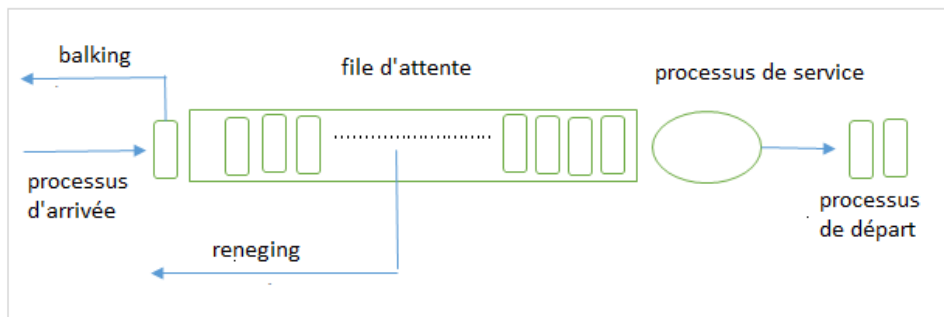 balking
file d'attente
processus de service
processus
d'arrivée
processus
de départ
reneging